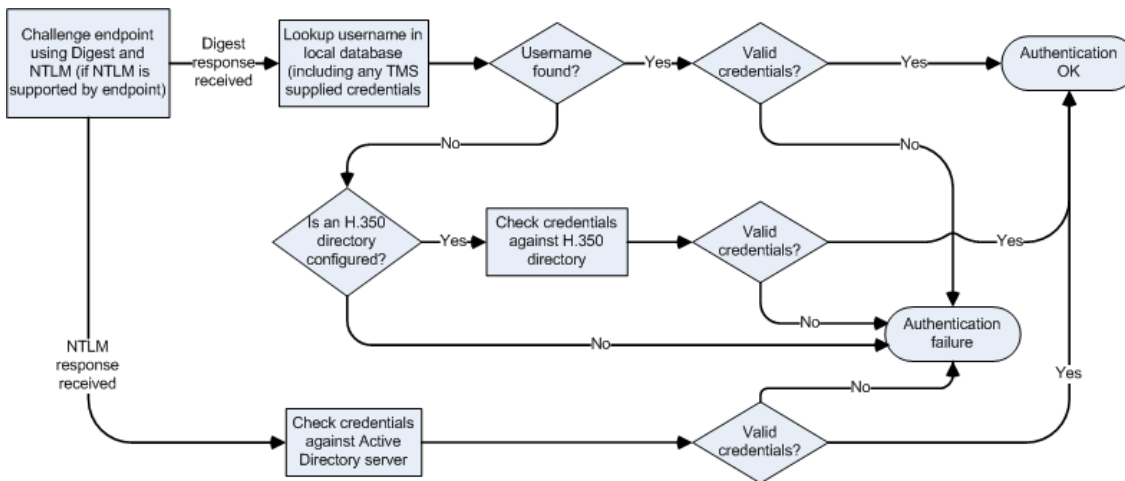 Challenge endpoint
using Digest and
NTLM (if NTLM is
supported by endpoint)
Digest
response
received
Lookup username in
local database
(including any TMS
supplied credentials
Username
found?
Yes
Valid
credentials?
Yes
Authentication
OK
No
No
Is an H.350
directory
configured?
Yes
Check credentials
against H.350
directory
Valid
credentials?
Yes
No
No
Authentication
failure
NTLM
response
received
Check credentials
against Active
Directory server
Valid
credentials?
No
Yes